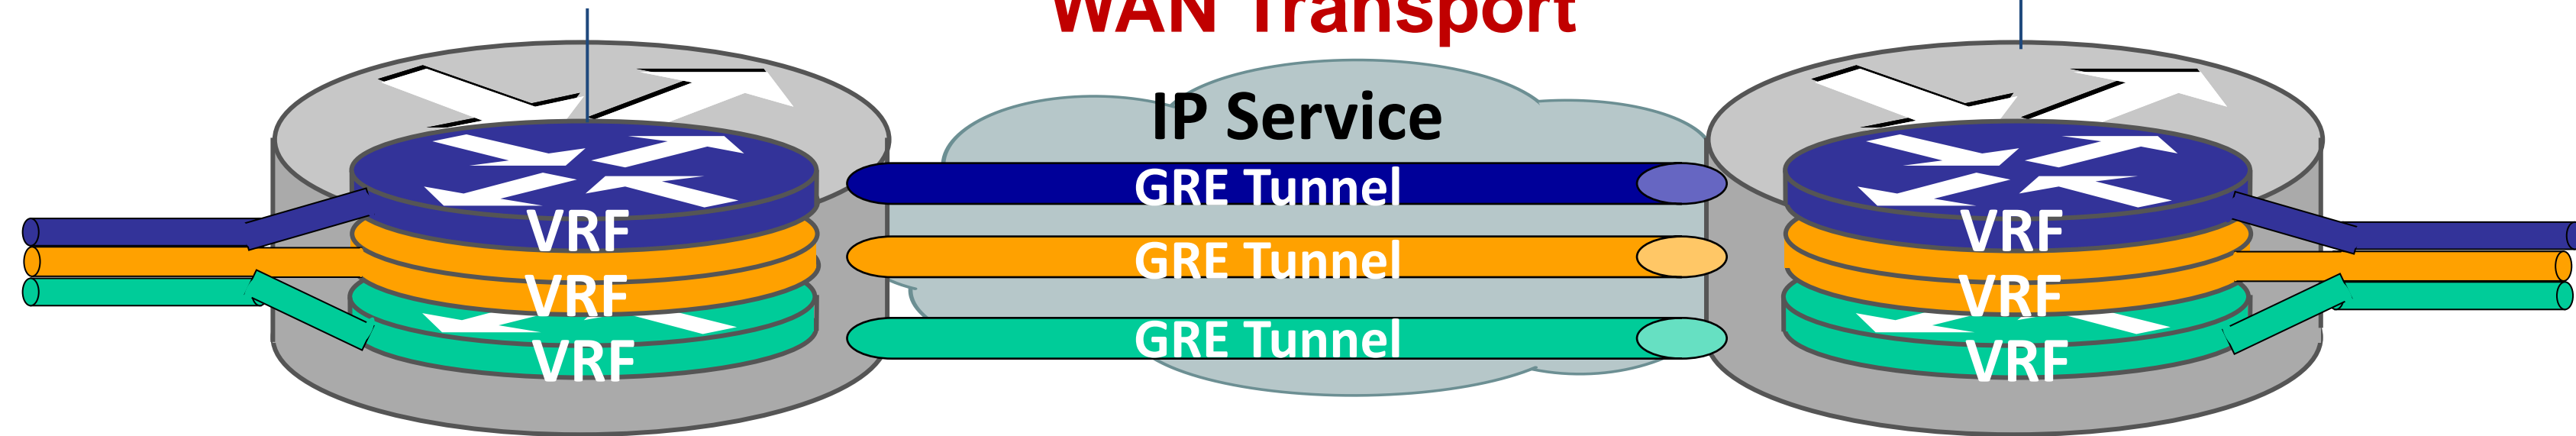 WAN Transport
IP Service
GRE Tunnel
GRE Tunnel
GRE Tunnel
VRF
VRF
VRF
VRF
VRF
VRF